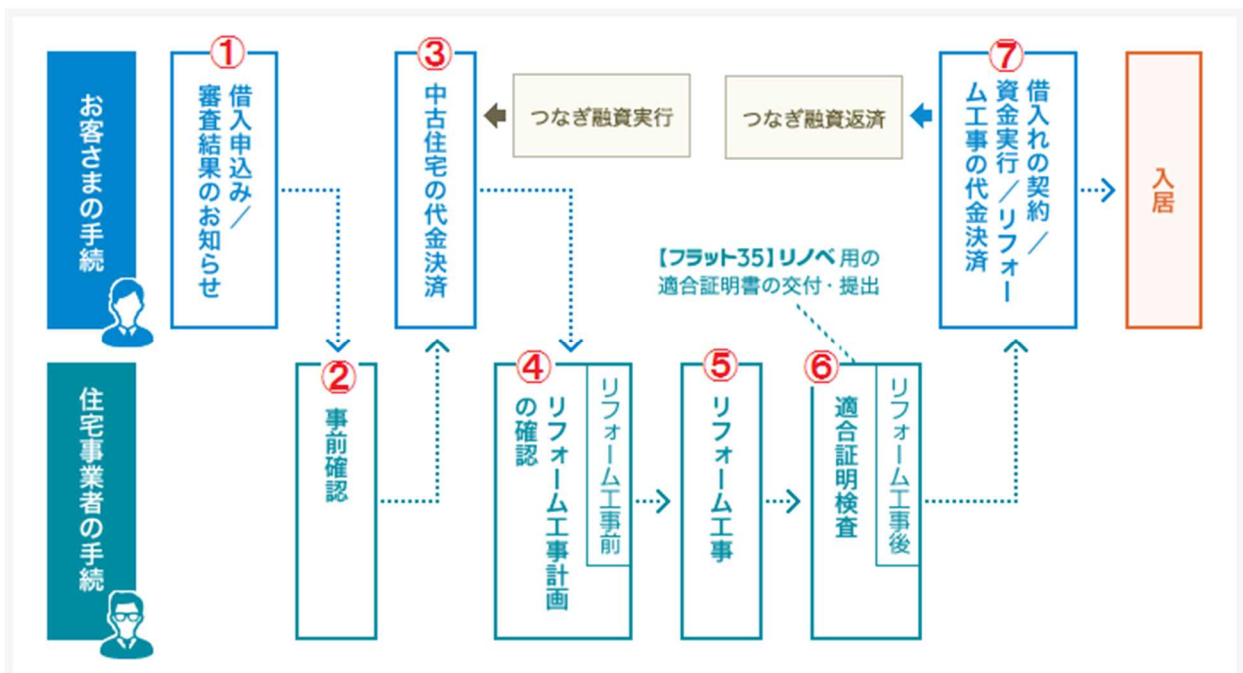 お客さまの手続
①
借入申込み／
審査結果のお知らせ
③
中古住宅の代金決済
つなぎ融資実行
つなぎ融資返済
⑦
借入れの契約／
資金実行／リフォー
ム工事の代金決済
入居
【フラット35】リノベ 用の
適合証明書の交付・提出
住宅事業者の手続
②
事前確認
④
リフォーム工事計画
の確認
リフォーム工事前
⑤
リフォーム工事
⑥
適合証明検査
リフォーム工事後